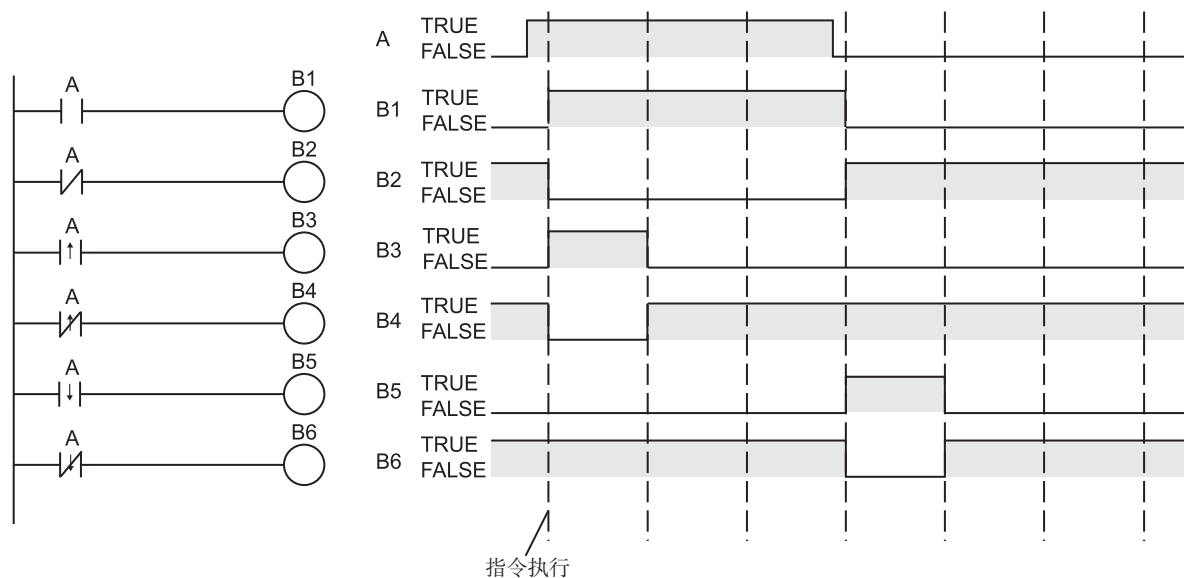 A
B1
A
B2
A
B3
A
B4
A
B5
A
B6
A TRUE
FALSE
B1 TRUE
FALSE
B2 TRUE
FALSE
B3 TRUE
FALSE
B4 TRUE
FALSE
B5 TRUE
FALSE
B6 TRUE
FALSE
指令执行